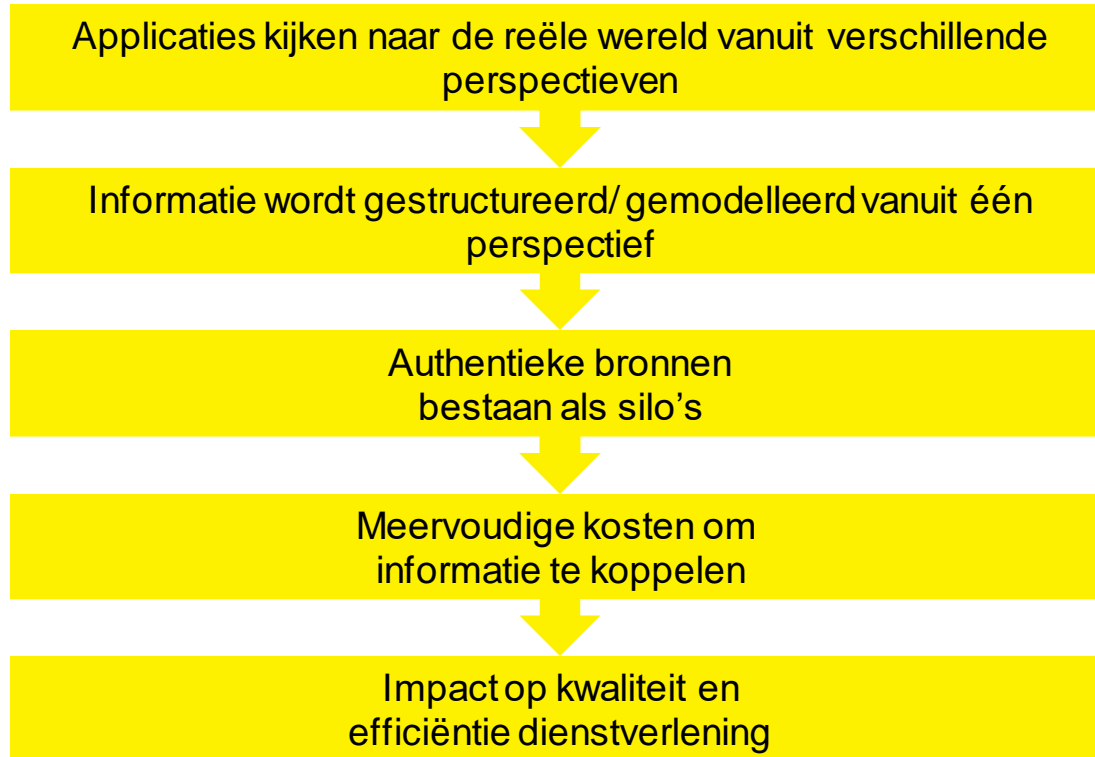 Applicaties kijken naar de reële wereld vanuit verschillende
perspectieven
Informatie wordt gestructureerd/ gemodelleerd vanuit één
perspectief
Authentieke bronnen
bestaan als silo’s
Meervoudige kosten om
informatie te koppelen
Impact op kwaliteit en
efficiëntie dienstverlening